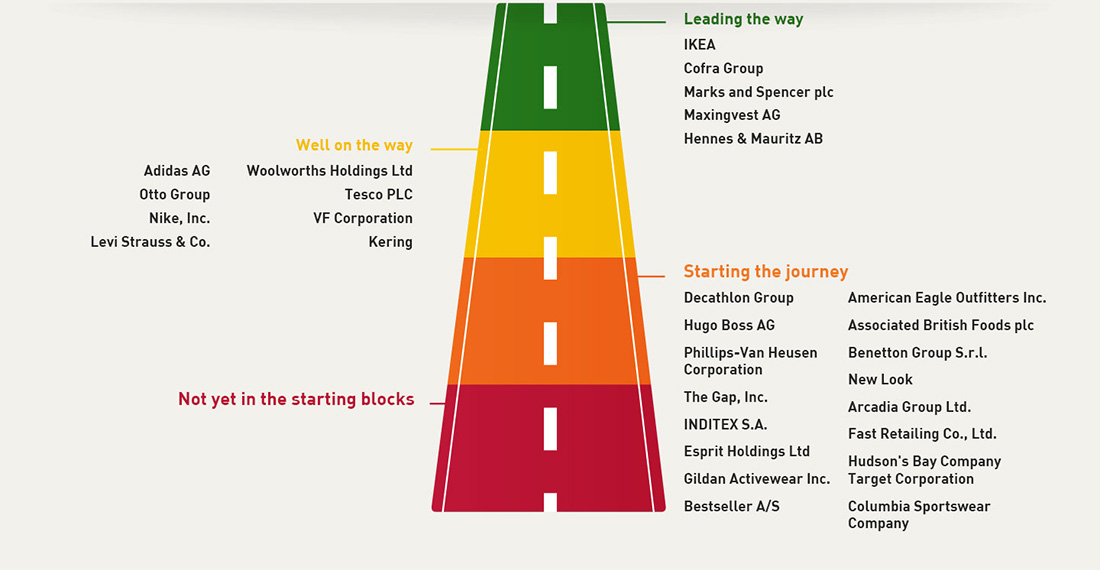 Leading the way
IKEA
Cofra Group
Marks and Spencer plc
Maxingvest AG
Hennes & Mauritz AB
Well on the way
Adidas AG
Otto Group
Nike, Inc.
Levi Strauss & Co.
Woolworths Holdings Ltd
Tesco PLC
VF Corporation
Kering
Starting the journey
Decathlon Group
Hugo Boss AG
Phillips-Van Heusen
Corporation
The Gap, Inc.
INDITEX S.A.
Esprit Holdings Ltd
Gildan Activewear Inc.
Bestseller A/S
American Eagle Outfitters Inc.
Associated British Foods plc
Benetton Group S.r.l.
New Look
Arcadia Group Ltd.
Fast Retailing Co., Ltd.
Hudson's Bay Company
Target Corporation
Columbia Sportswear
Company
Not yet in the starting blocks